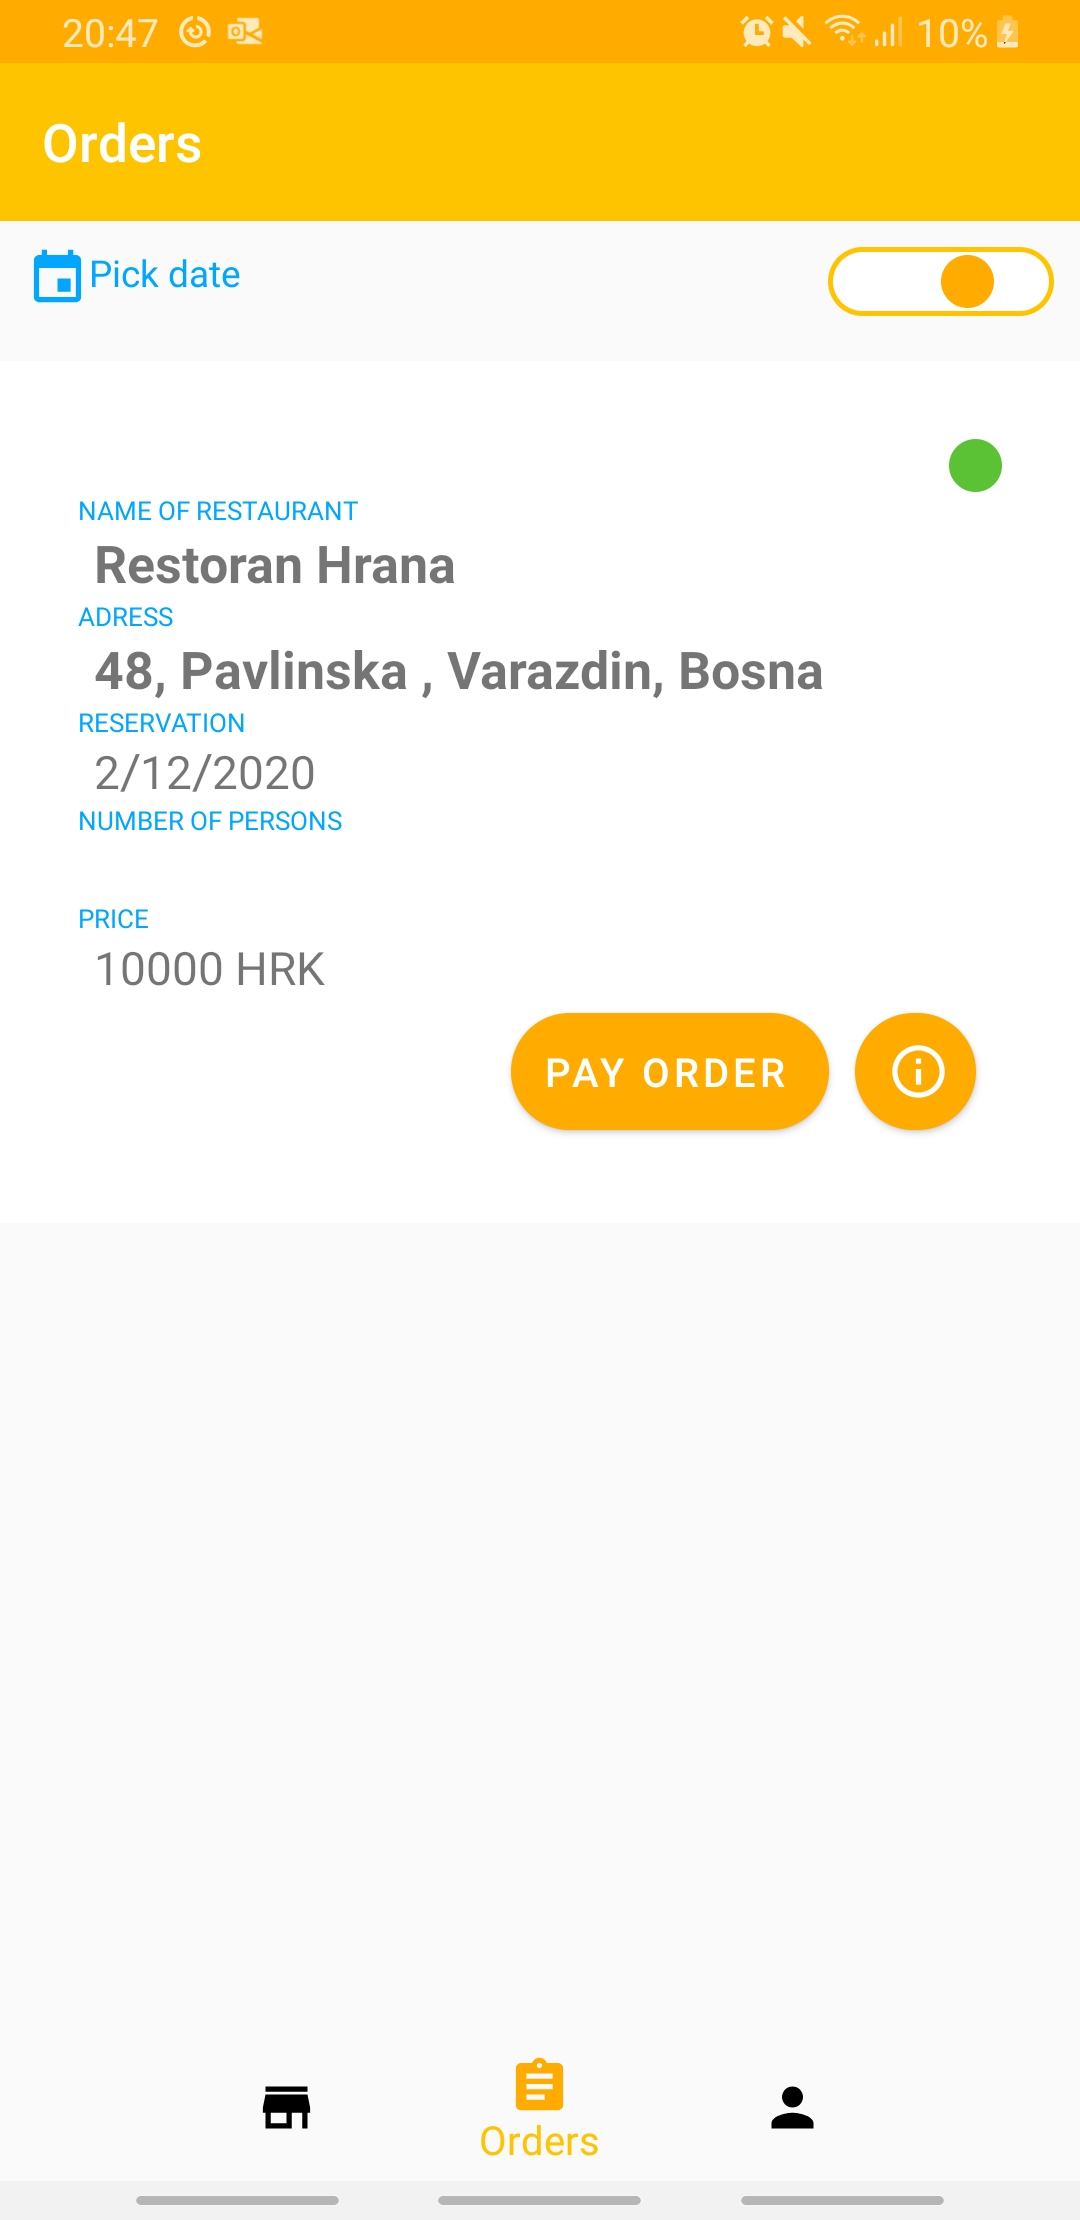 20:47
10%
Orders
Pick date
NAME OF RESTAURANT
Restoran Hrana
ADRESS
48, Pavlinska , Varazdin, Bosna
RESERVATION
2/12/2020
NUMBER OF PERSONS
PRICE
10000 HRK
PAY ORDER
Orders